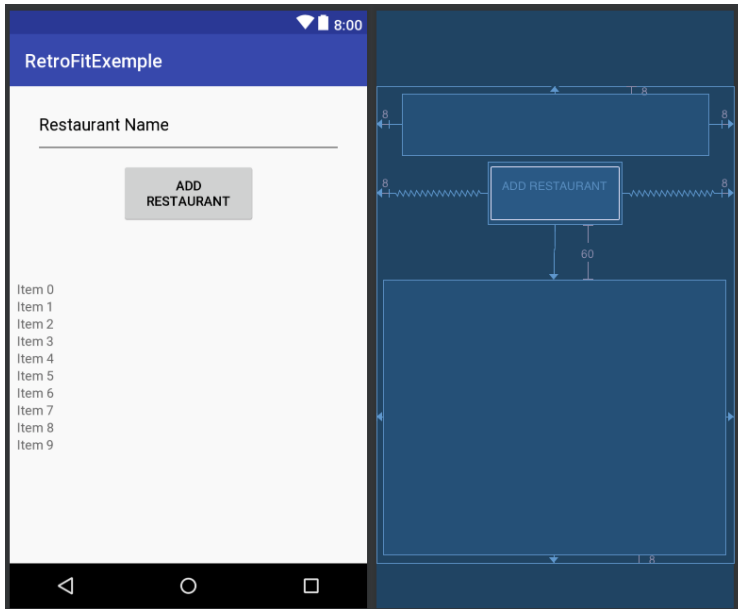 8:00
RetroFitExemple
Restaurant Name
ADD
RESTAURANT
Item 0
Item 1
Item 2
Item 3
Item 4
Item 5
Item 6
Item 7
Item 8
Item 9
8
8
8
ADD RESTAURANT
8
8
60
8